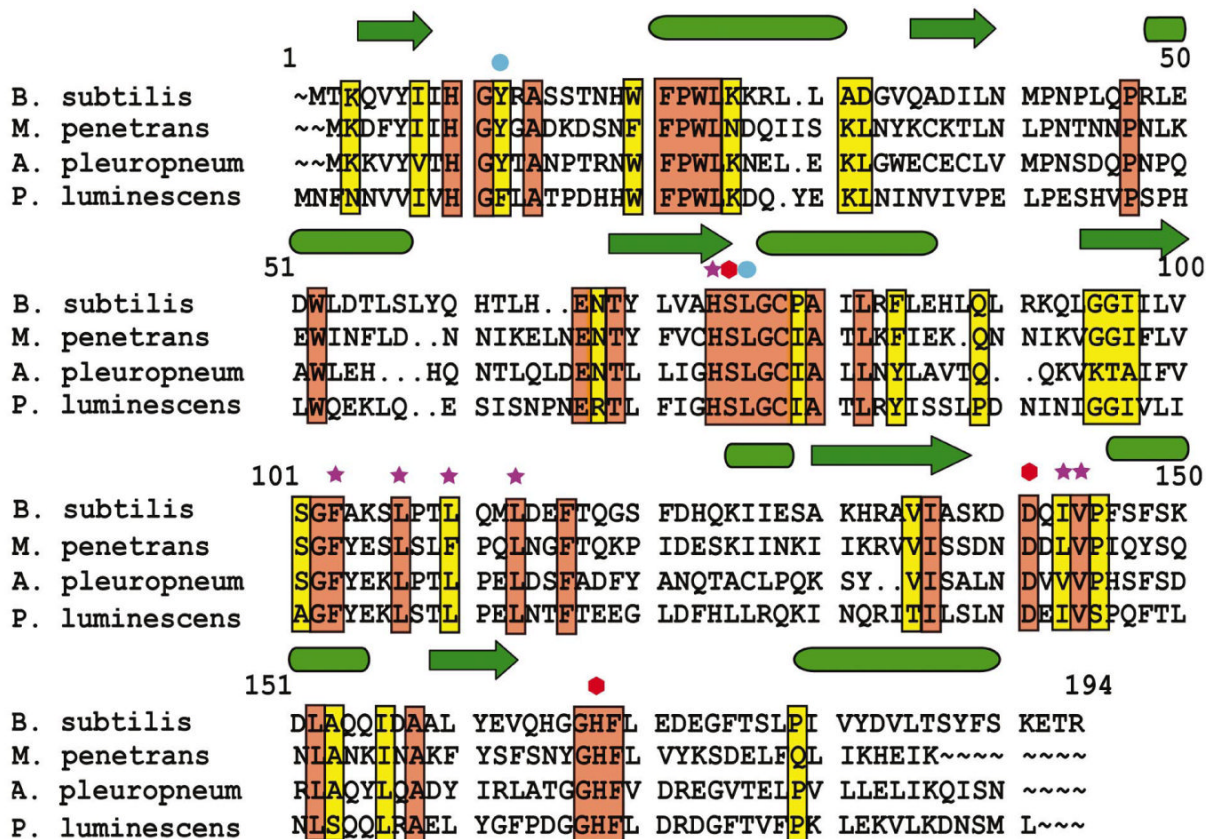 1 50
B. subtilis ~MTKQVYIIH GYRASSTNHW FPWLKKRL.L ADGVQADILN MPNPLQPRLE
M. penetrans ~~MKDFYIIH GYGADKDSNF FPWLNDQIIS KLNYKCKTLN LPNTNNPNLK
A. pleuropneum ~~MKKVYVTH GYTANPTRNW FPWLKNEL.E KLGWECECLV MPNSDQPNPQ
P. luminescens MNFNNVVIVH GFLATPDHHW FPWLKDQ.YE KLNINVIVPE LPESHVPSPH
51 100
B. subtilis DWLDTLSLYQ HTLH..ENTY LVAHSLGCPA ILRFLEHLQL RKQLGGIILV
M. penetrans EWINFLD..N NIKELNENTY FVCHSLGCIA TLKFIEK.QN NIKVGGIFLV
A. pleuropneum AWLEH...HQ NTLQLDENTL LIGHSLGCIA LLNYLAVTQ. .QKVKTAIFV
P. luminescens LWQEKLQ..E SISNPNERTL FIGHSLGCIA TLRYISSLPD NINIGGIVLI
101 150
B. subtilis SGFAKSLPTL QMLDEFTQGS FDHQKIIESA KHRAVIASKD DQIVPFSFSK
M. penetrans SGFYESLSLF PQLNGFTQKP IDESKIINKI IKRVVISSDN DDLVPIQYSQ
A. pleuropneum SGFYEKLPTL PELDSFADFY ANQTACLPQK SY..VISALN DVVVPHSFSD
P. luminescens AGFYEKLSTL PELNTFTEEG LDFHLLRQKI NQRITILSLN DEIVSPQFTL
151 194
B. subtilis DLAQQIDAAL YEVQHGGHFL EDEGFTSLPI VYDVLTSYFS KETR
M. penetrans NLANKINAKF YSFSNYGHFL VYKSDELFQL IKHEIK~~~~ ~~~~
A. pleuropneum RLAQYLQADY IRLATGGHFV DREGVTELPV LLELIKQISN ~~~~
P. luminescens NLSQQLRAEL YGFPDGGHFL DRDGFTVFPK LEKVLKDNSM L~~~